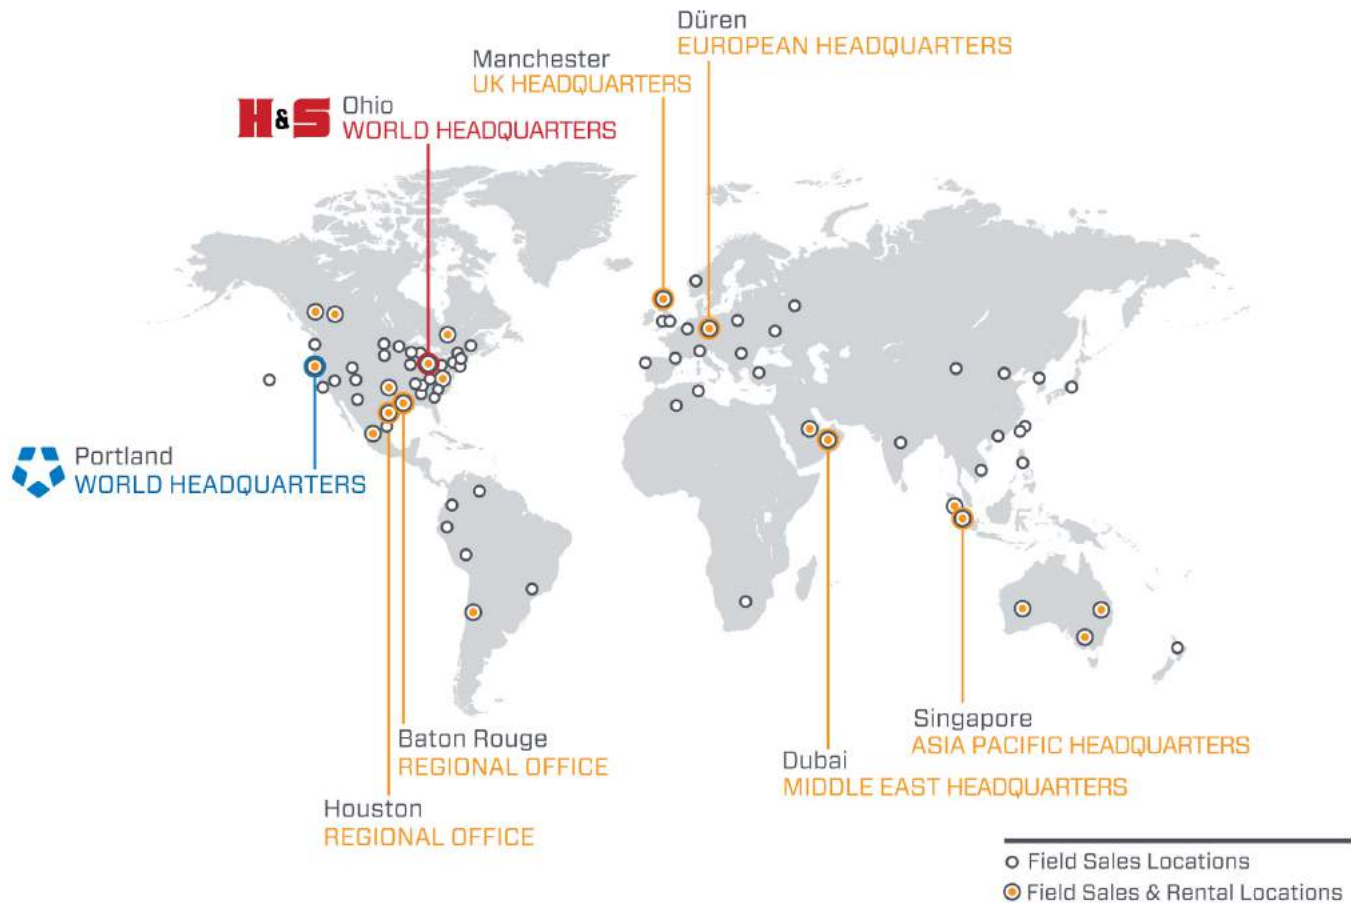 Düren
EUROPEAN HEADQUARTERS
Manchester
UK HEADQUARTERS
H&S
Ohio
WORLD HEADQUARTERS
Portland
WORLD HEADQUARTERS
Singapore
ASIA PACIFIC HEADQUARTERS
Baton Rouge
REGIONAL OFFICE
Dubai
MIDDLE EAST HEADQUARTERS
Houston
REGIONAL OFFICE
Field Sales Locations
Field Sales & Rental Locations